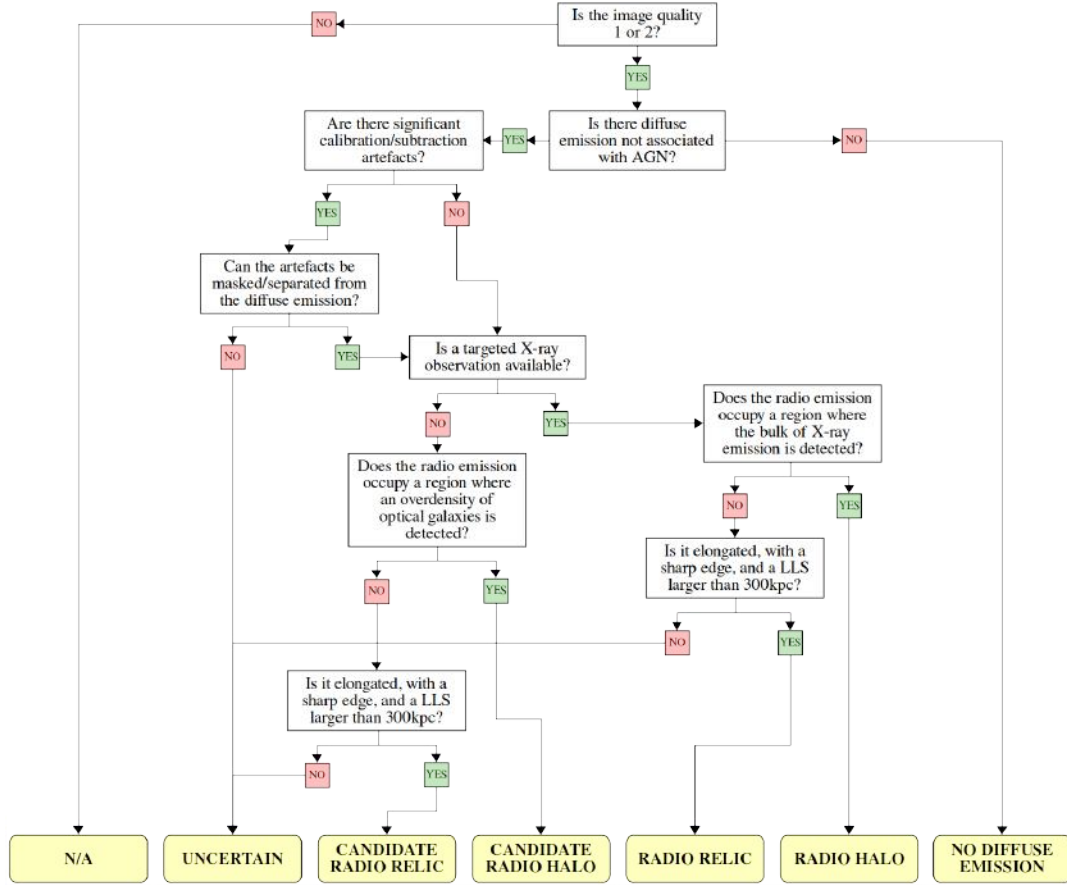 Is the image quality
1 or 2?
NO
YES
Are there significant
calibration/subtraction
artefacts?
YES
Is there diffuse
emission not associated
with AGN?
NO
YES
NO
Can the artefacts be
masked/separated from
the diffuse emission?
NO
YES
Is a targeted X-ray
observation available?
NO
YES
Does the radio emission
occupy a region where
the bulk of X-ray
emission is detected?
Does the radio emission
occupy a region where
an overdensity of
optical galaxies is
detected?
NO
YES
Is it elongated, with a
sharp edge, and a LLS
larger than 300kpc?
NO
YES
NO
YES
Is it elongated, with a
sharp edge, and a LLS
larger than 300kpc?
NO
YES
N/A
UNCERTAIN
CANDIDATE
RADIO RELIC
CANDIDATE
RADIO HALO
RADIO RELIC
RADIO HALO
NO DIFFUSE
EMISSION